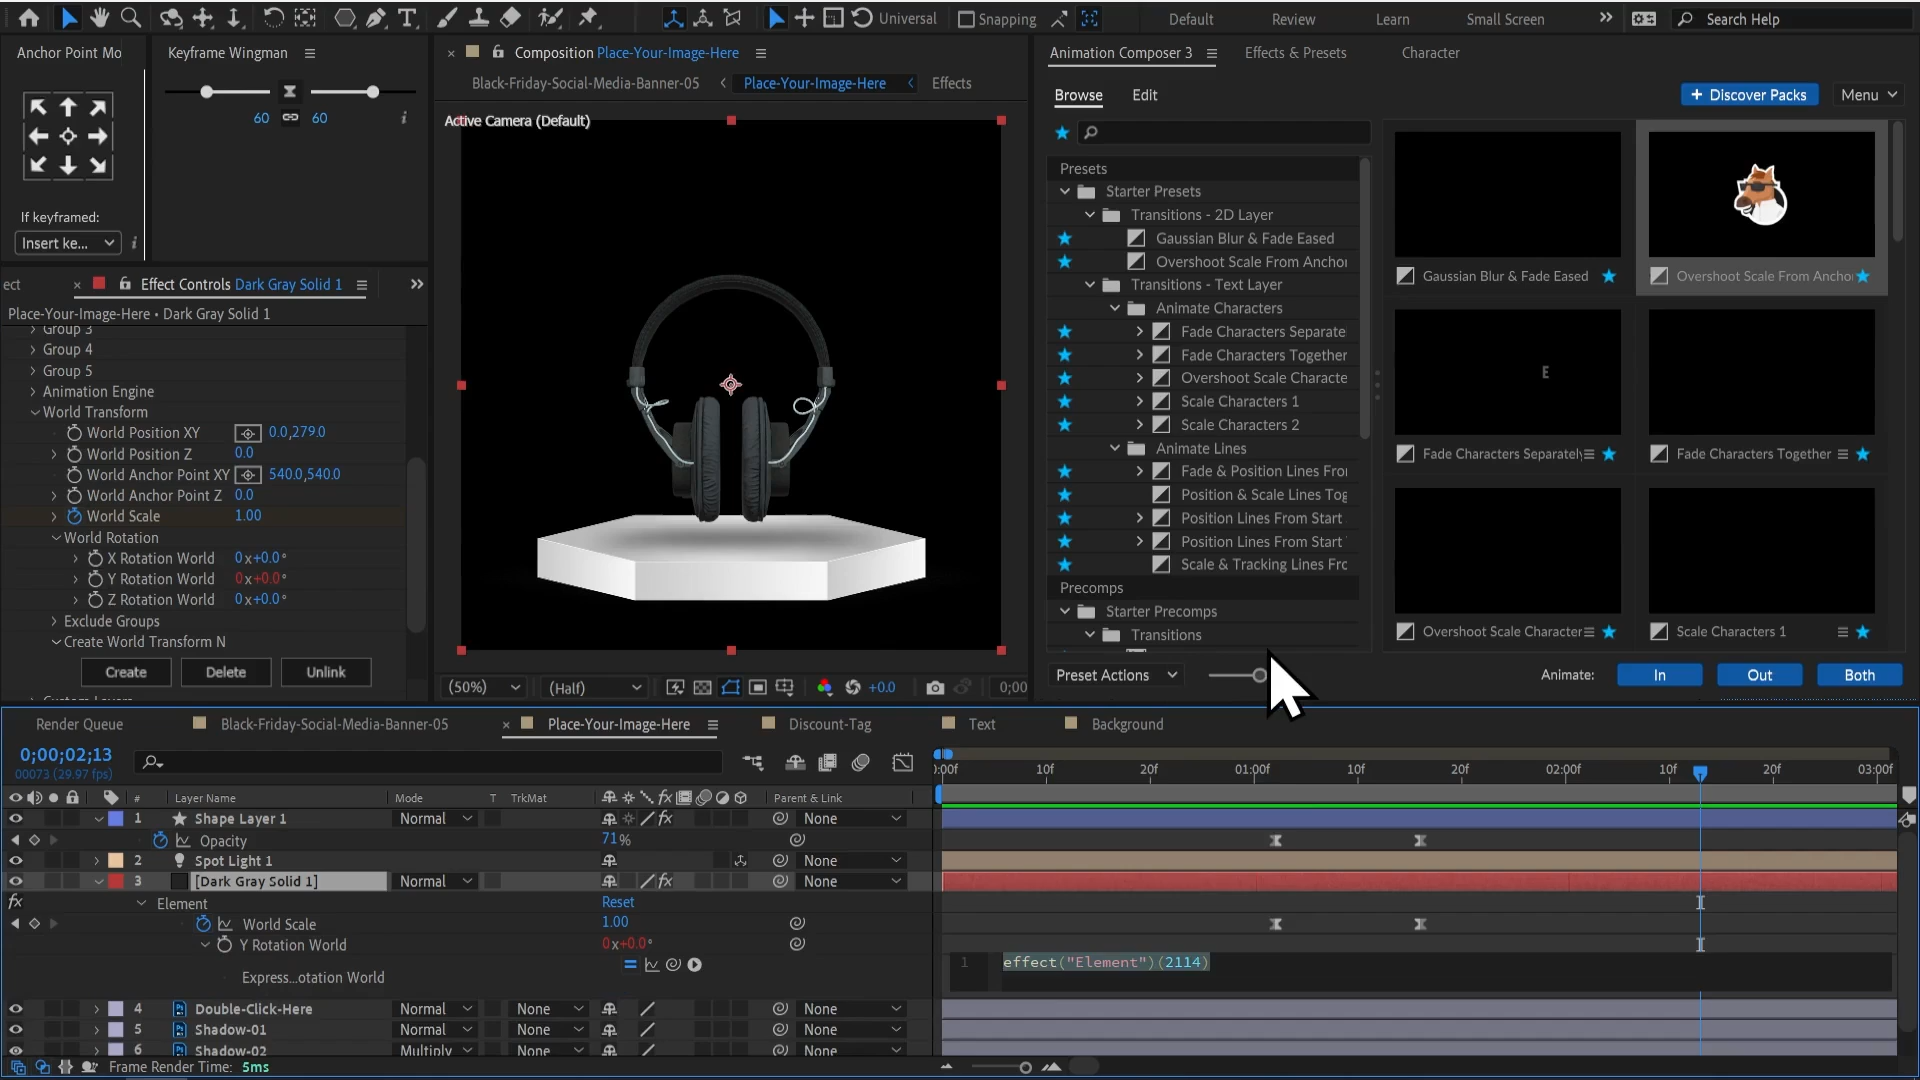 Universal
Snapping
Default
Review
Learn
Small Screen
Search Help
Anchor Point Mo
Keyframe Wingman
60
60
If keyframed:
Insert ke...
Composition Place-Your-Image-Here
Black-Friday-Social-Media-Banner-05
Place-Your-Image-Here
Effects
Active Camera (Default)
(50%)
(Half)
+0.0
0;00
ect
Effect Controls Dark Gray Solid 1
Place-Your-Image-Here • Dark Gray Solid 1
Group 3
Group 4
Group 5
Animation Engine
World Transform
World Position XY 0.0,279.0
World Position Z 0.0
World Anchor Point XY 540.0,540.0
World Anchor Point Z 0.0
World Scale 1.00
World Rotation
X Rotation World 0x+0.0°
Y Rotation World 0x+0.0°
Z Rotation World 0x+0.0°
Exclude Groups
Create World Transform N
Create
Delete
Unlink
Custom Layers
Animation Composer 3
Effects & Presets
Character
Browse
Edit
+ Discover Packs
Menu
Presets
Starter Presets
Transitions - 2D Layer
Gaussian Blur & Fade Eased
Overshoot Scale From Anchor
Transitions - Text Layer
Animate Characters
Fade Characters Separate
Fade Characters Together
Overshoot Scale Characte
Scale Characters 1
Scale Characters 2
Animate Lines
Fade & Position Lines Fro
Position & Scale Lines Tog
Position Lines From Start
Position Lines From Start
Scale & Tracking Lines Fro
Precomps
Starter Precomps
Transitions
Preset Actions
Gaussian Blur & Fade Eased
Overshoot Scale From Ancho
E
Fade Characters Separately
Fade Characters Together
Overshoot Scale Character
Scale Characters 1
Animate:
In
Out
Both
Render Queue
Black-Friday-Social-Media-Banner-05
Place-Your-Image-Here
Discount-Tag
Text
Background
0;00;02;13
00073 (29.97 fps)
0:00f
10f
20f
01:00f
10f
20f
02:00f
10f
20f
03:00f
# Layer Name
Mode
T TrkMat
Parent & Link
1 Shape Layer 1 Normal None
Opacity 71%
2 Spot Light 1 None
3 [Dark Gray Solid 1] Normal None
Element Reset
World Scale 1.00
Y Rotation World 0x+0.0°
Express...otation World
1 effect("Element")(2114)
4 Double-Click-Here Normal None None
5 Shadow-01 Normal None None
6 Shadow-02 Multiply None None
Frame Render Time: 5ms